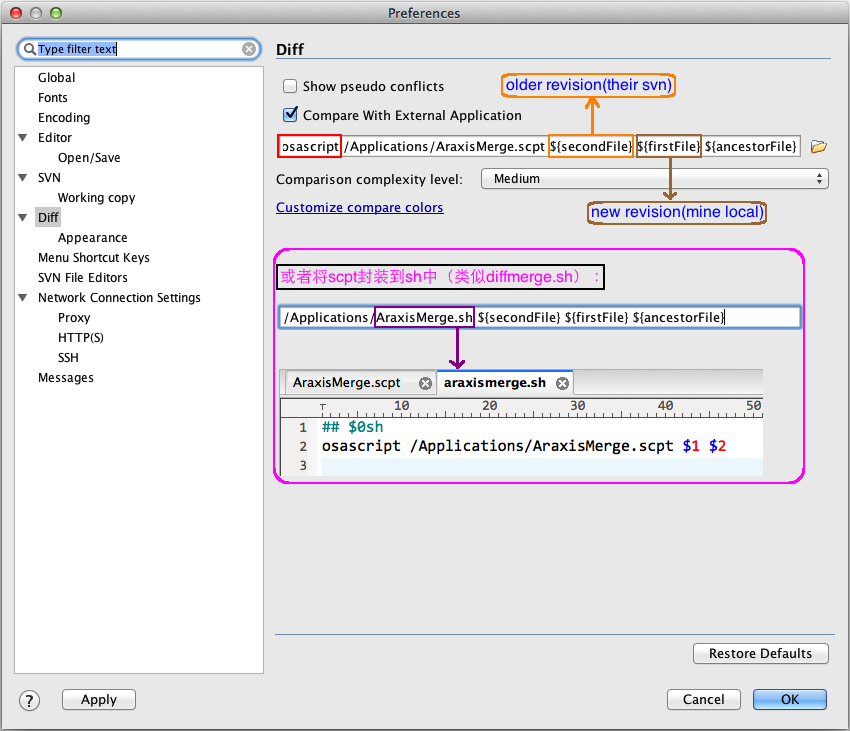 Preferences
Type filter text
Global
Fonts
Encoding
Editor
Open/Save
SVN
Working copy
Diff
Appearance
Menu Shortcut Keys
SVN File Editors
Network Connection Settings
Proxy
HTTP(S)
SSH
Messages
Diff
Show pseudo conflicts
older revision(their svn)
Compare With External Application
osascript /Applications/AraxisMerge.scpt ${secondFile} ${firstFile} ${ancestorFile}
Comparison complexity level: Medium
Customize compare colors
new revision(mine local)
或者将scpt封装到sh中（类似diffmerge.sh）：
/Applications/AraxisMerge.sh ${secondFile} ${firstFile} ${ancestorFile}
AraxisMerge.scpt araxismerge.sh
10 20 30 40 50
1 ## $0sh
2 osascript /Applications/AraxisMerge.scpt $1 $2
3
Restore Defaults
? Apply Cancel OK